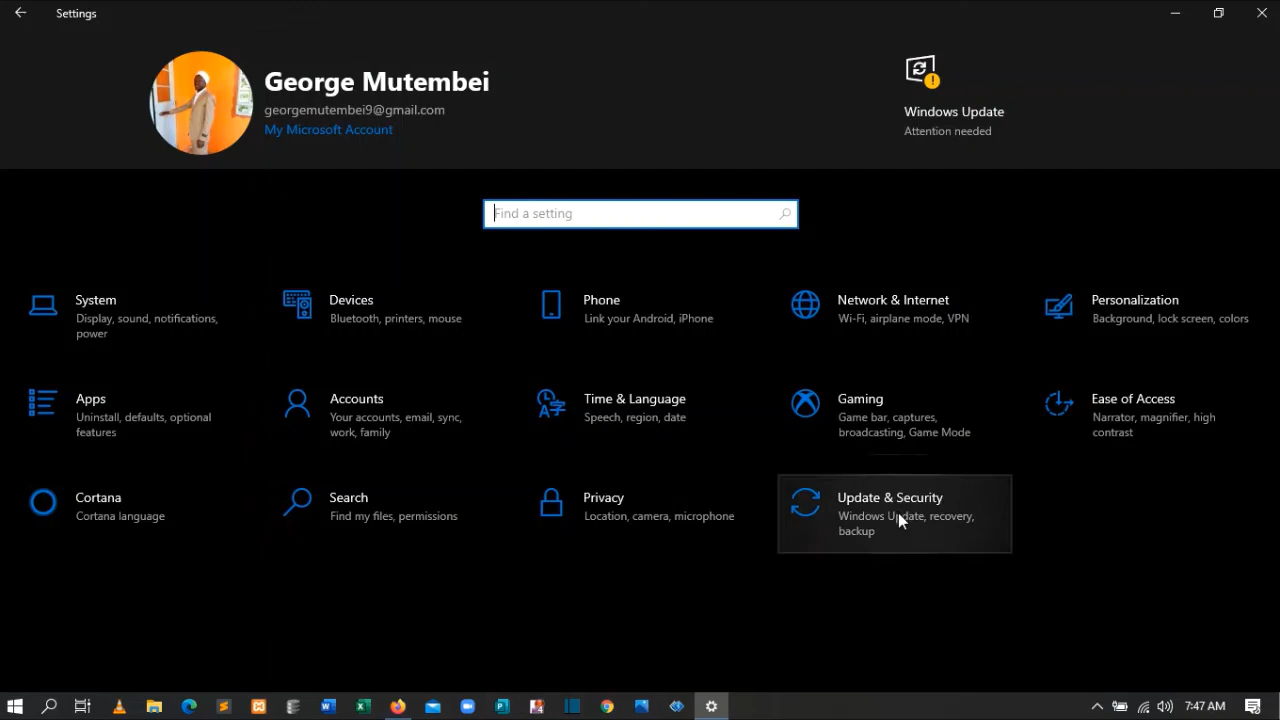 Settings
George Mutembei
georgemutembei9@gmail.com
My Microsoft Account
Windows Update
Attention needed
Find a setting
System
Display, sound, notifications,
power
Devices
Bluetooth, printers, mouse
Phone
Link your Android, iPhone
Network & Internet
Wi-Fi, airplane mode, VPN
Personalization
Background, lock screen, colors
Apps
Uninstall, defaults, optional
features
Accounts
Your accounts, email, sync,
work, family
Time & Language
Speech, region, date
Gaming
Game bar, captures,
broadcasting, Game Mode
Ease of Access
Narrator, magnifier, high
contrast
Cortana
Cortana language
Search
Find my files, permissions
Privacy
Location, camera, microphone
Update & Security
Windows Update, recovery,
backup
7:47 AM